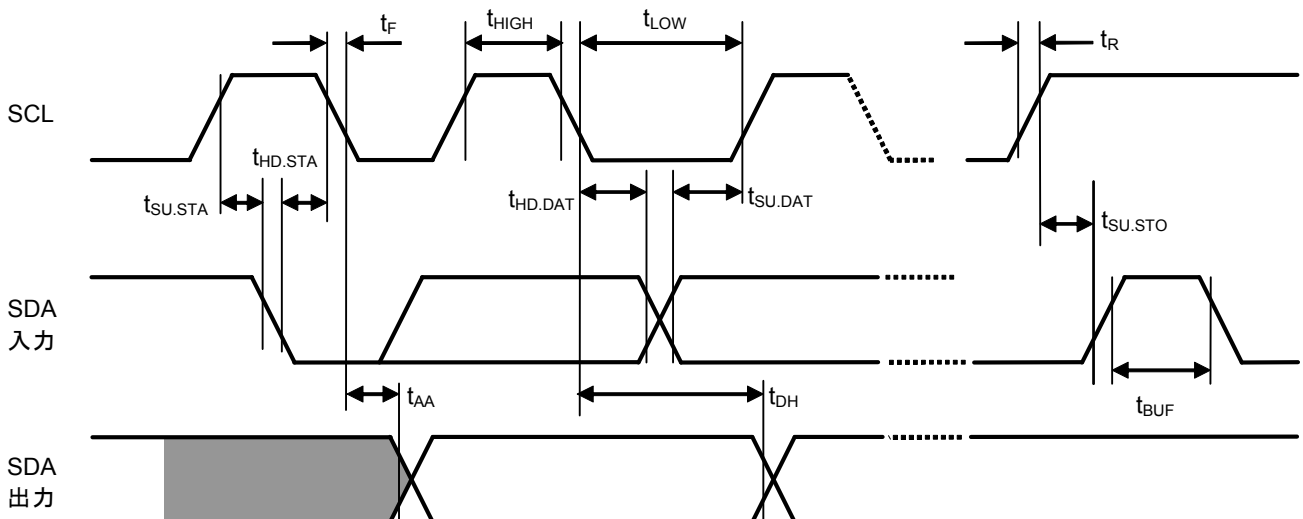 tF
tHIGH
tLOW
tR
SCL
tHD.STA
tSU.STA
tHD.DAT
tSU.DAT
tSU.STO
SDA
入力
tAA
tDH
tBUF
SDA
出力